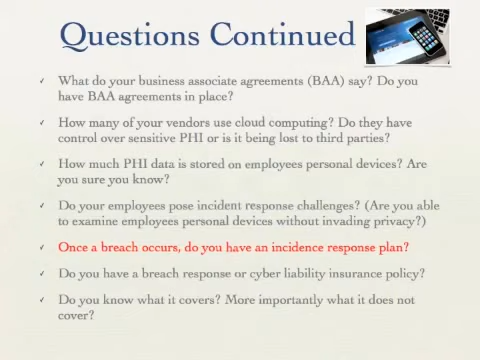 Questions Continued
✓ What do your business associate agreements (BAA) say? Do you
have BAA agreements in place?
✓ How many of your vendors use cloud computing? Do they have
control over sensitive PHI or is it being lost to third parties?
✓ How much PHI data is stored on employees personal devices? Are
you sure you know?
✓ Do your employees pose incident response challenges? (Are you able
to examine employees personal devices without invading privacy?)
✓ Once a breach occurs, do you have an incidence response plan?
✓ Do you have a breach response or cyber liability insurance policy?
✓ Do you know what it covers? More importantly what it does not
cover?